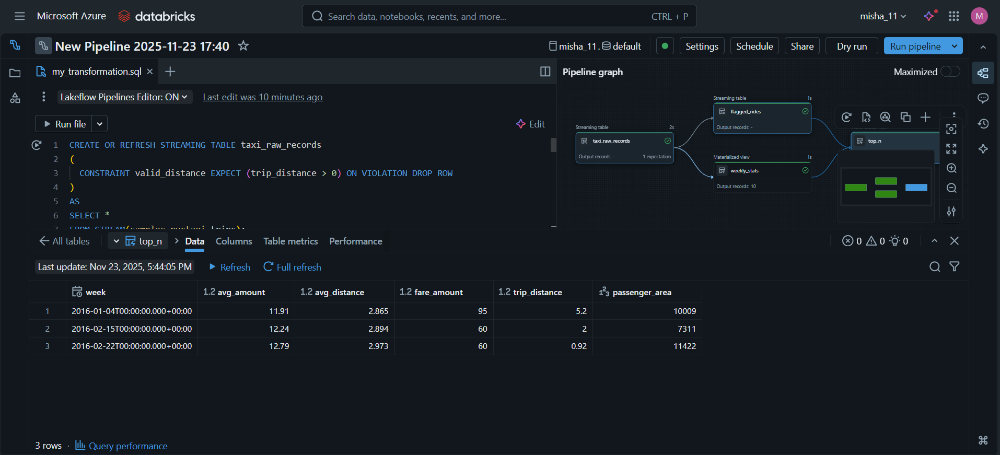 Microsoft Azure databricks
Search data, notebooks, recents, and more... CTRL + P
misha_11
M
New Pipeline 2025-11-23 17:40
misha_11. default
Settings
Schedule
Share
Dry run
Run pipeline
my_transformation.sql
Lakeflow Pipelines Editor: ON
Last edit was 10 minutes ago
Run file
Edit
1 CREATE OR REFRESH STREAMING TABLE taxi_raw_records
2 (
3 CONSTRAINT valid_distance EXPECT (trip_distance > 0) ON VIOLATION DROP ROW
4 )
5 AS
6 SELECT *
7 FROM STREAM(samples.nyctaxi.trips);
Pipeline graph
Maximized
Streaming table 2s
taxi_raw_records
Output records: - 1 expectation
Streaming table 1s
flagged_rides
Output records: -
Materialized view 1s
weekly_stats
Output records: 10
top_n
All tables
top_n
Data
Columns
Table metrics
Performance
0 0 0
Last update: Nov 23, 2025, 5:44:05 PM
Refresh
Full refresh
week 1.2 avg_amount 1.2 avg_distance 1.2 fare_amount 1.2 trip_distance 123 passenger_area
1 2016-01-04T00:00:00.000+00:00 11.91 2.865 95 5.2 10009
2 2016-02-15T00:00:00.000+00:00 12.24 2.894 60 2 7311
3 2016-02-22T00:00:00.000+00:00 12.79 2.973 60 0.92 11422
3 rows · Query performance